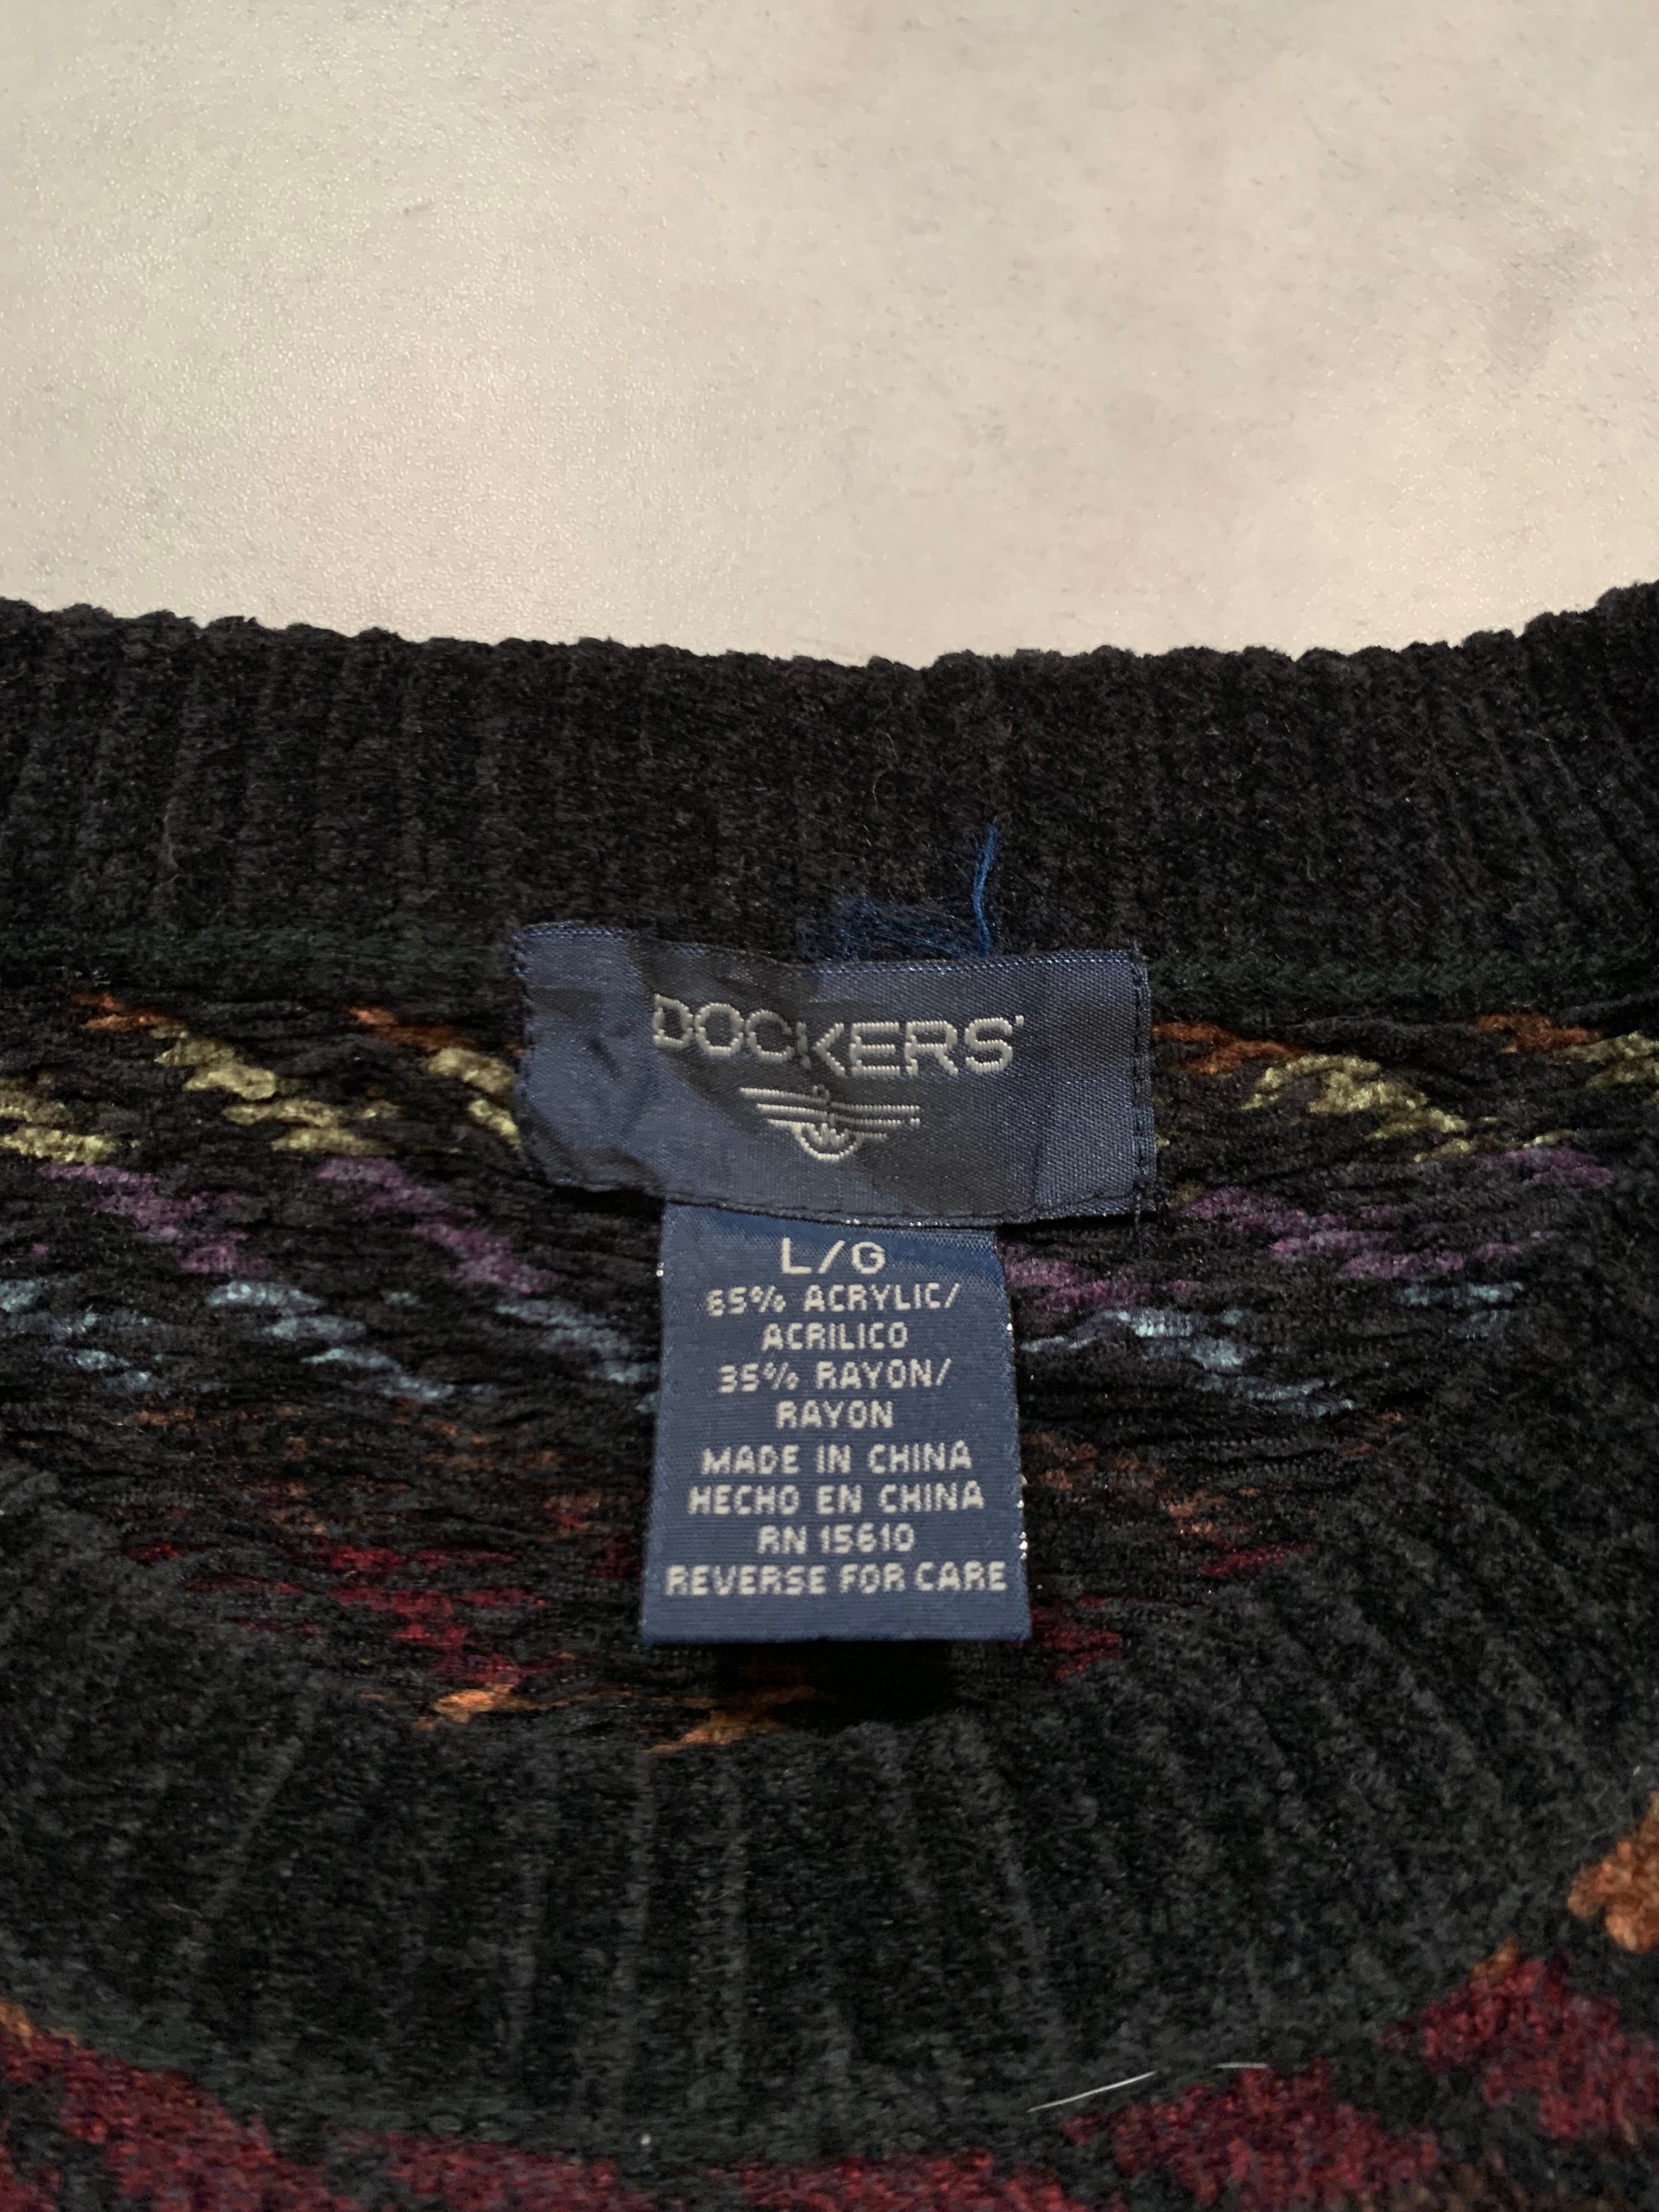 DOCKERS'
L/G
65% ACRYLIC/
ACRILICO
35% RAYON/
RAYON
MADE IN CHINA
HECHO EN CHINA
RN 15610
REVERSE FOR CARE